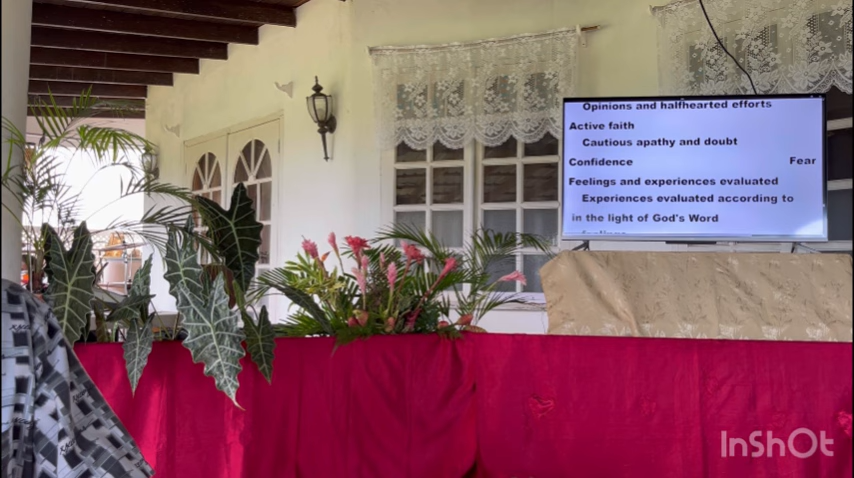 Opinions and halfhearted efforts
Active faith
Cautious apathy and doubt
Confidence Fear
Feelings and experiences evaluated
Experiences evaluated according to
in the light of God's Word
InShOt